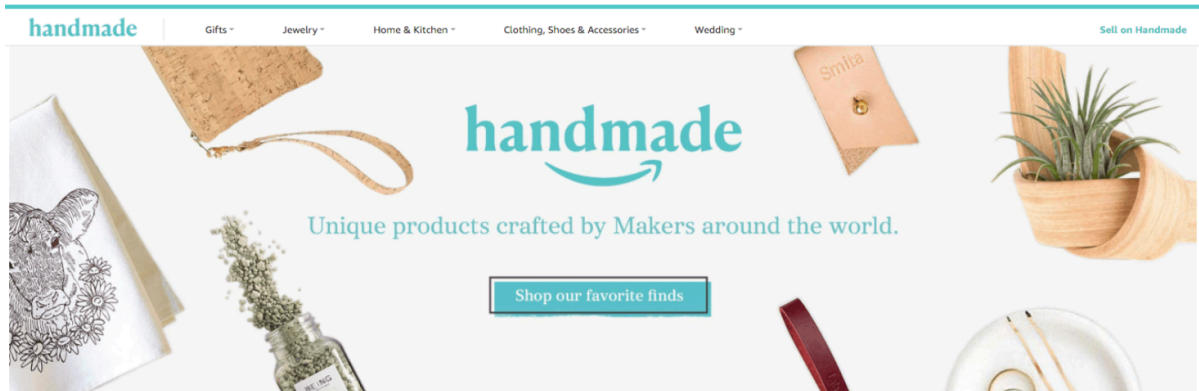 handmade
Gifts
Jewelry
Home & Kitchen
Clothing, Shoes & Accessories
Wedding
Sell on Handmade
Smita
handmade
Unique products crafted by Makers around the world.
Shop our favorite finds
BEING